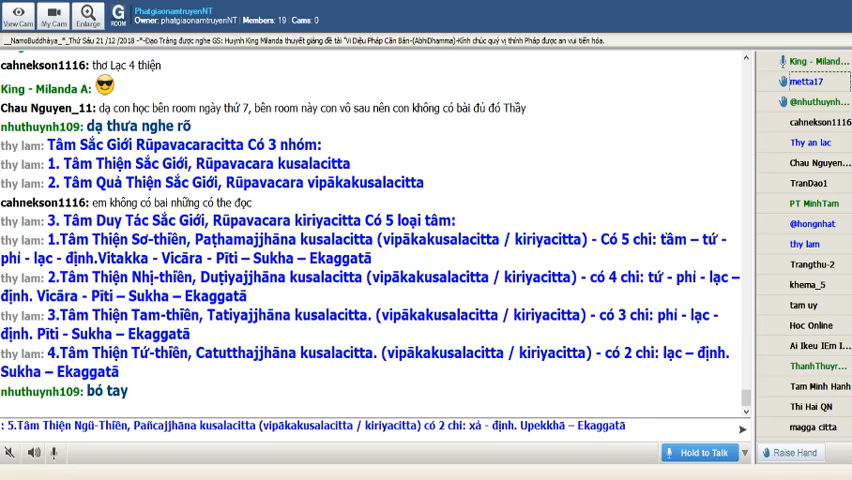 PhatgiaonamtruyenNT
Owner: phatgiaonamtruyenNT | Members: 19 | Cams: 0
View Cam
My Cam
Enlarge
G ROOM
__NamoBuddhàya_*_Thứ Sáu 21 /12 /2018 -*-Đạo Tràng được nghe GS: Huynh King Milanda thuyết giảng đề tài "Vi Diệu Pháp Căn Bản-(AbhiDhamma)-Kính chúc quý vị thính Pháp được an vui tiến hóa.
cahnekson1116: thơ Lạc 4 thiện
King - Milanda A:
Chau Nguyen_11: dạ con học bên room ngày thứ 7, bên room này con vô sau nên con không có bài đủ đó Thầy
nhuthuynh109: dạ thưa nghe rõ
thy lam: Tâm Sắc Giới Rūpavacaracitta Có 3 nhóm:
thy lam: 1. Tâm Thiện Sắc Giới, Rūpavacara kusalacitta
thy lam: 2. Tâm Quả Thiện Sắc Giới, Rūpavacara vipākakusalacitta
cahnekson1116: em không có bai những có the đọc
thy lam: 3. Tâm Duy Tác Sắc Giới, Rūpavacara kiriyacitta Có 5 loại tâm:
thy lam: 1.Tâm Thiện Sơ-thiền, Paṭhamajjhāna kusalacitta (vipākakusalacitta / kiriyacitta) - Có 5 chi: tầm – tứ -
phỉ - lạc - định.Vitakka - Vicāra - Pīti – Sukha – Ekaggatā
thy lam: 2.Tâm Thiện Nhị-thiền, Duṭiyajjhāna kusalacitta (vipākakusalacitta / kiriyacitta) - có 4 chi: tứ - phỉ - lạc –
định. Vicāra - Pīti – Sukha - Ekaggatā
thy lam: 3.Tâm Thiện Tam-thiền, Tatiyajjhāna kusalacitta. (vipākakusalacitta / kiriyacitta) - có 3 chi: phỉ - lạc -
định. Pīti - Sukha – Ekaggatā
thy lam: 4.Tâm Thiện Tứ-thiền, Catutthajjhāna kusalacitta. (vipākakusalacitta / kiriyacitta) - có 2 chi: lạc – định.
Sukha – Ekaggatā
nhuthuynh109: bó tay
: 5.Tâm Thiện Ngũ-Thiền, Pañcajjhāna kusalacitta (vipākakusalacitta / kiriyacitta) có 2 chi: xả - định. Upekkhā – Ekaggatā
Hold to Talk
King - Miland...
metta17
@nhuthynh...
cahnekson1116
Thy an lac
Chau Nguyen...
TranDao1
PT MinhTam
@hongnhat
thy lam
Trangthu-2
khema_5
tam uy
Hoc Online
Ai Ikeu IEm I...
ThanhThuyr...
Tam Minh Hanh
Thi Hai QN
magga citta
Raise Hand